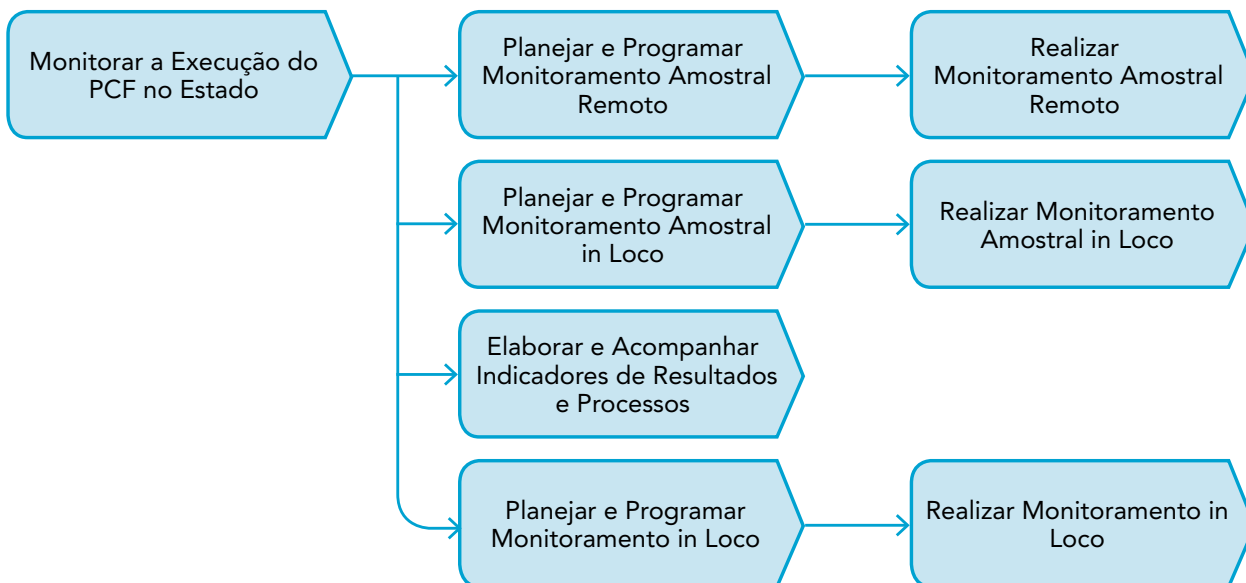 Monitorar a Execução do
PCF no Estado
Planejar e Programar
Monitoramento Amostral
Remoto
Realizar
Monitoramento Amostral
Remoto
Planejar e Programar
Monitoramento Amostral
in Loco
Realizar Monitoramento
Amostral in Loco
Elaborar e Acompanhar
Indicadores de Resultados
e Processos
Planejar e Programar
Monitoramento in Loco
Realizar Monitoramento in
Loco